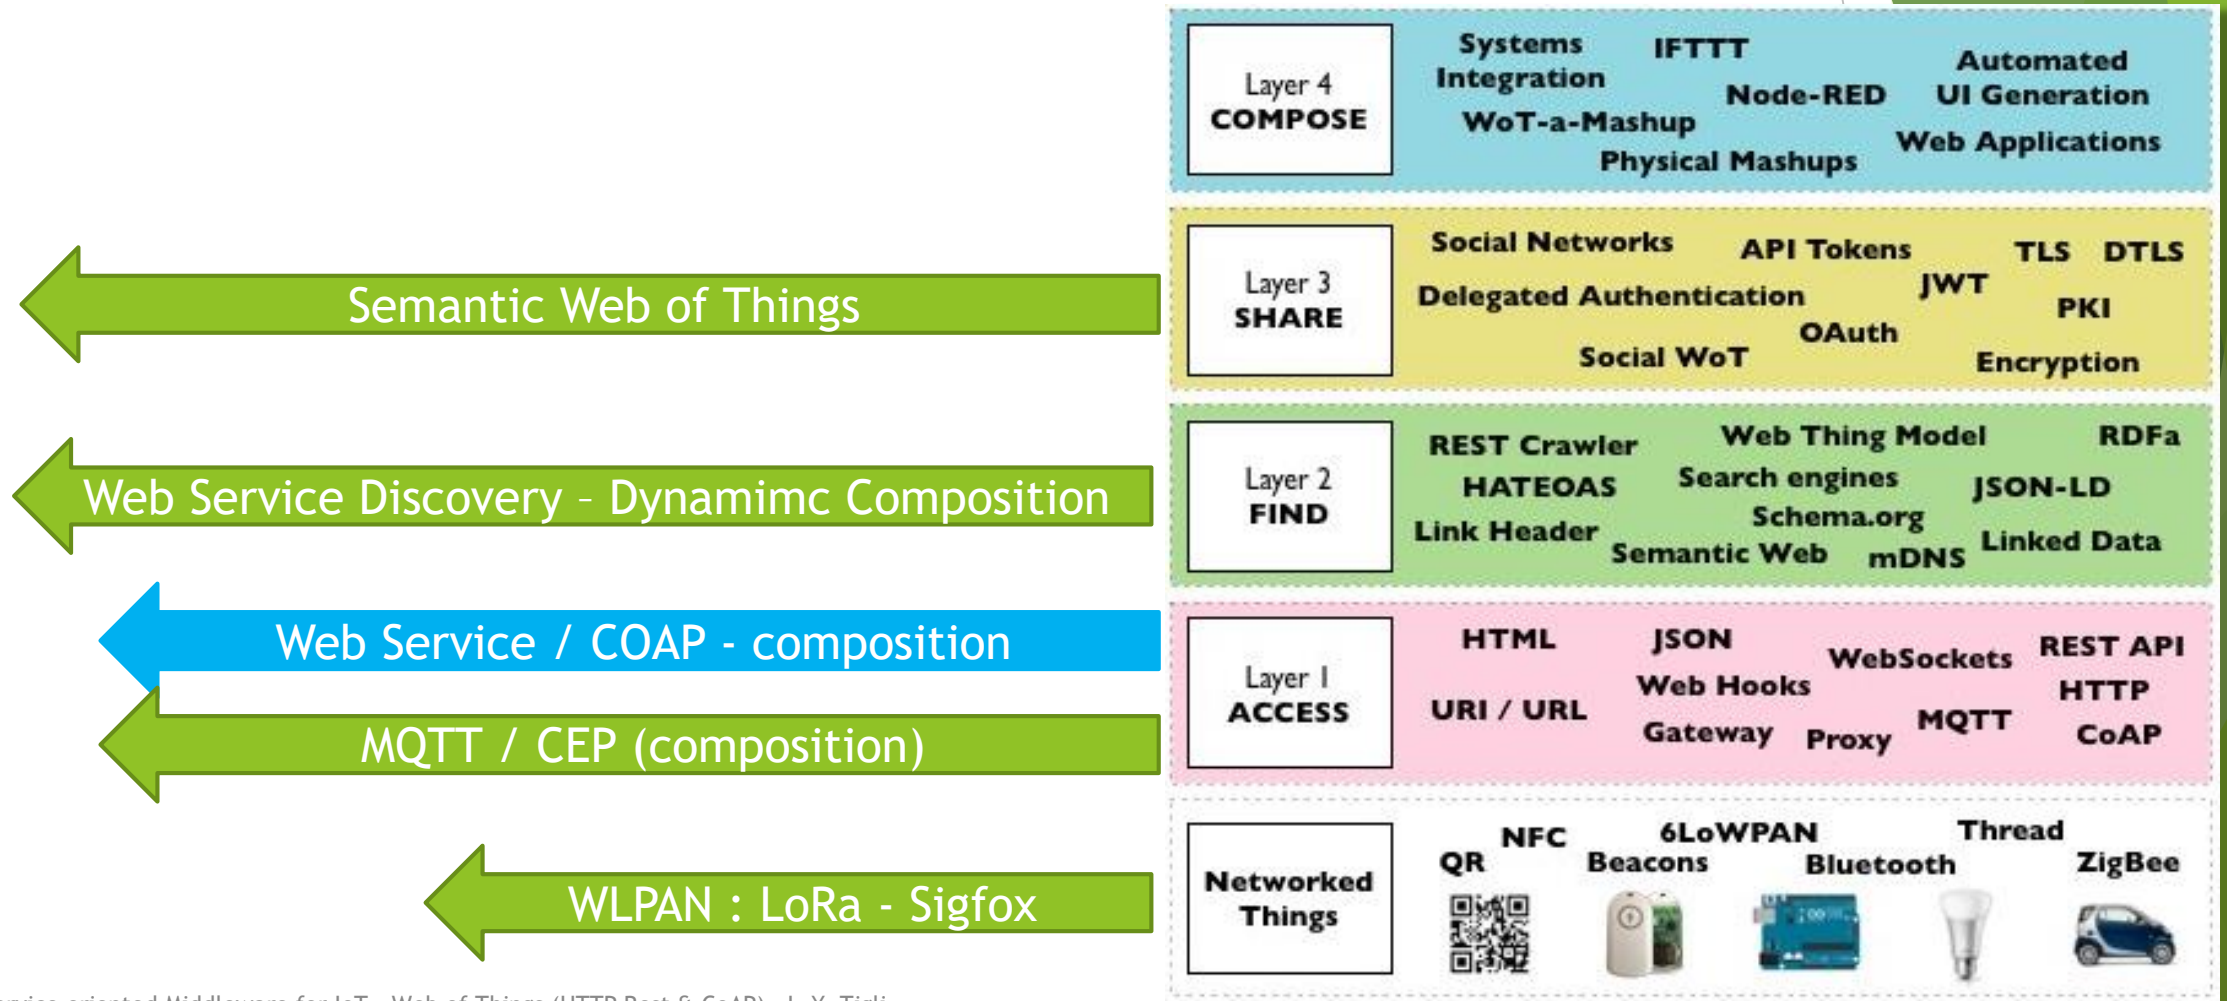 Semantic Web of Things
Web Service Discovery – Dynamimc Composition
Web Service / COAP - composition
MQTT / CEP (composition)
WLPAN : LoRa - Sigfox
Layer 4
COMPOSE
Systems
Integration
IFTTT
Node-RED
Automated
UI Generation
WoT-a-Mashup
Physical Mashups
Web Applications
Layer 3
SHARE
Social Networks
API Tokens
TLS
DTLS
Delegated Authentication
JWT
PKI
OAuth
Social WoT
Encryption
Layer 2
FIND
REST Crawler
Web Thing Model
RDFa
HATEOAS
Search engines
JSON-LD
Schema.org
Link Header
Semantic Web
mDNS
Linked Data
Layer 1
ACCESS
HTML
JSON
WebSockets
REST API
Web Hooks
HTTP
URI / URL
Gateway
Proxy
MQTT
CoAP
Networked
Things
NFC
6LoWPAN
Thread
QR
Beacons
Bluetooth
ZigBee